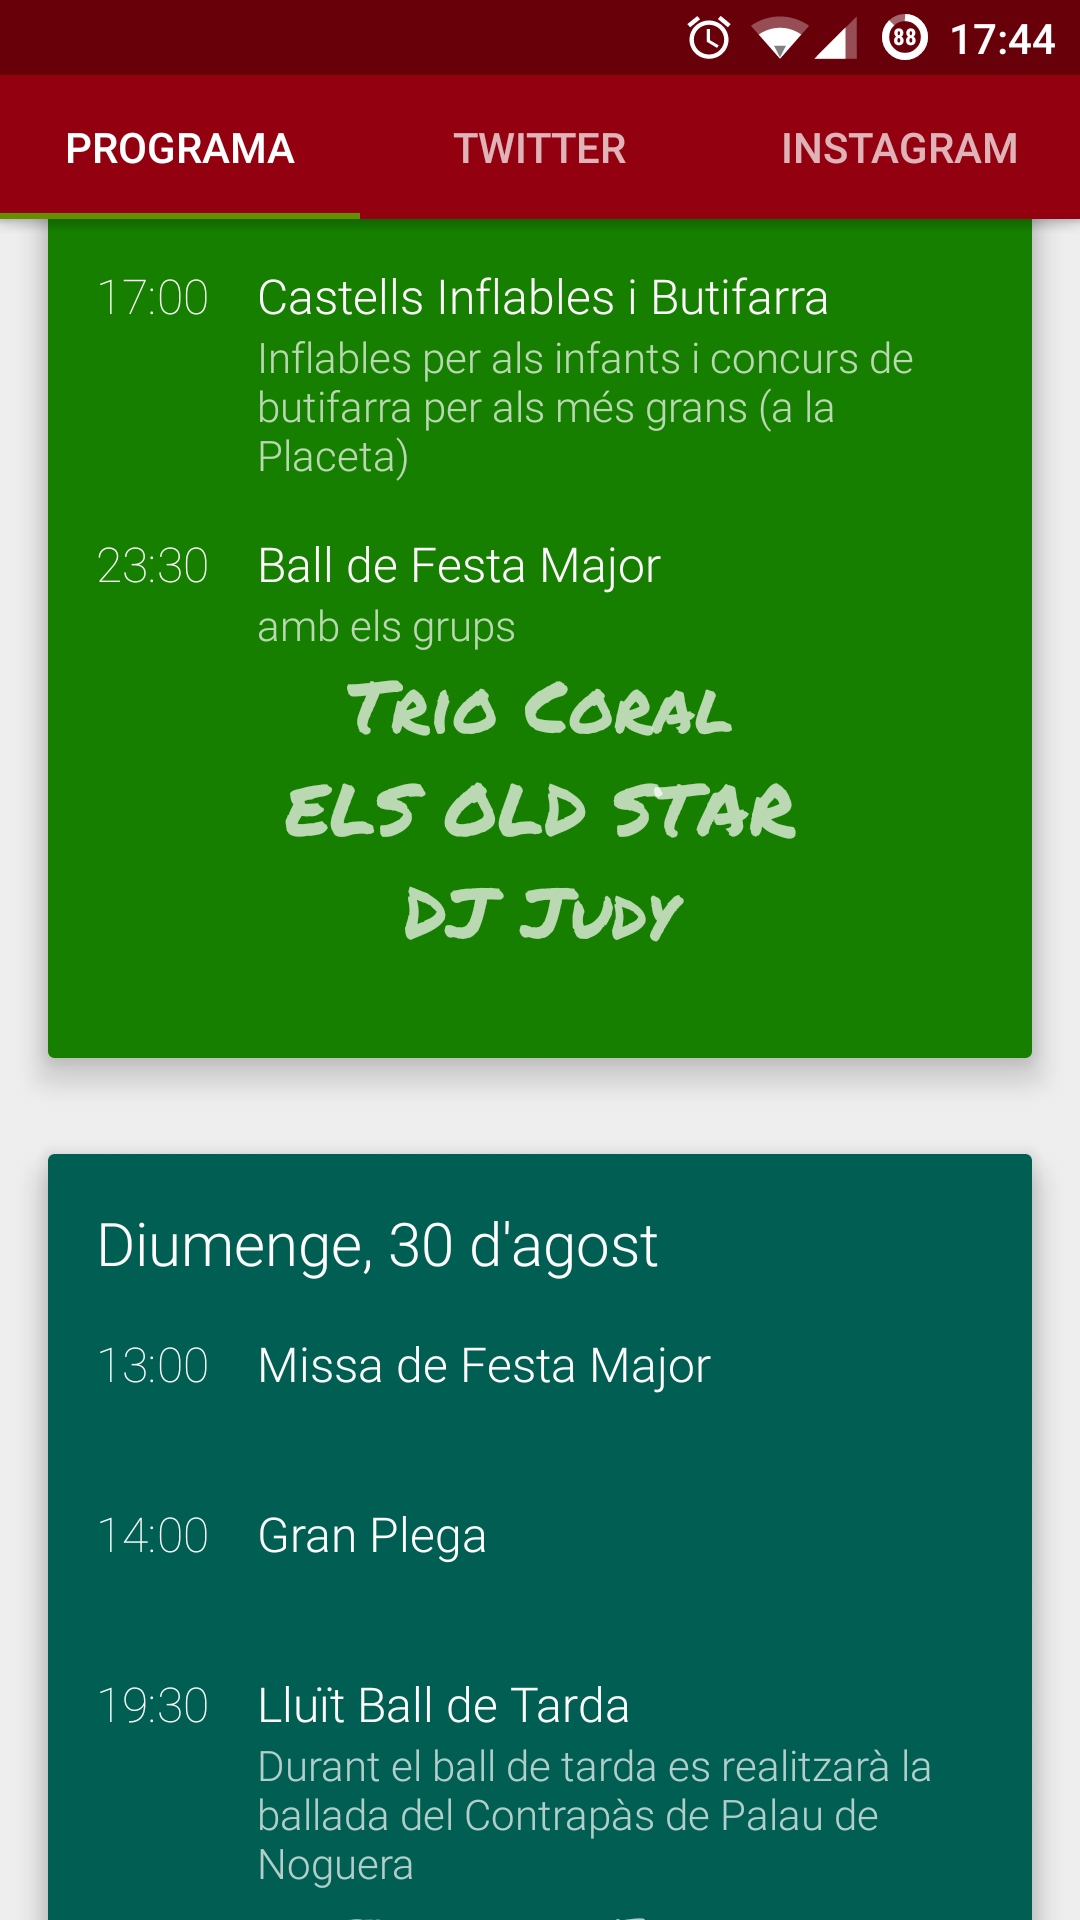 88 17:44
PROGRAMA TWITTER INSTAGRAM
17:00 Castells Inflables i Butifarra
Inflables per als infants i concurs de
butifarra per als més grans (a la
Placeta)
23:30 Ball de Festa Major
amb els grups
Trio Coral
ELS OLD STAR
DJ Judy
Diumenge, 30 d'agost
13:00 Missa de Festa Major
14:00 Gran Plega
19:30 Lluït Ball de Tarda
Durant el ball de tarda es realitzarà la
ballada del Contrapàs de Palau de
Noguera